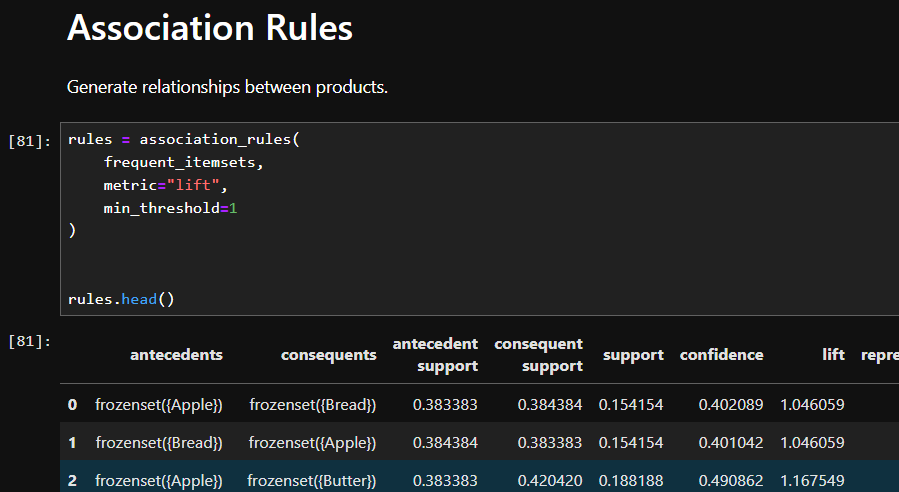 Association Rules
Generate relationships between products.
[81]:
rules = association_rules(
    frequent_itemsets,
    metric="lift",
    min_threshold=1
)
rules.head()
[81]:
antecedents consequents antecedent support consequent support support confidence lift repre
0 frozenset({Apple}) frozenset({Bread}) 0.383383 0.384384 0.154154 0.402089 1.046059
1 frozenset({Bread}) frozenset({Apple}) 0.384384 0.383383 0.154154 0.401042 1.046059
2 frozenset({Apple}) frozenset({Butter}) 0.383383 0.420420 0.188188 0.490862 1.167549